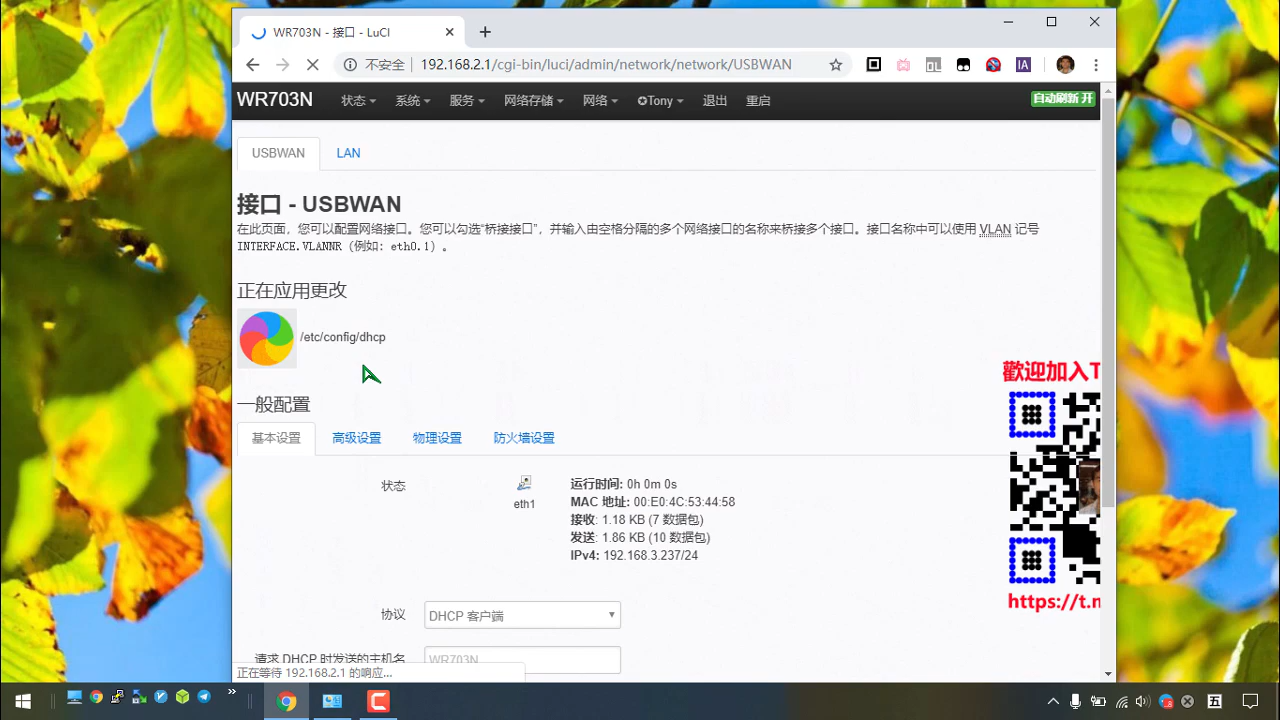 WR703N - 接口 - LuCI
不安全
192.168.2.1/cgi-bin/luci/admin/network/network/USBWAN
WR703N 状态 系统 服务 网络存储 网络 ✪Tony 退出 重启 自动刷新 开
USBWAN LAN
接口 - USBWAN
在此页面，您可以配置网络接口。您可以勾选“桥接接口”，并输入由空格分隔的多个网络接口的名称来桥接多个接口。接口名称中可以使用 VLAN 记号
INTERFACE.VLANNR（例如：eth0.1）。
正在应用更改
/etc/config/dhcp
一般配置
基本设置 高级设置 物理设置 防火墙设置
状态
eth1
运行时间: 0h 0m 0s
MAC 地址: 00:E0:4C:53:44:58
接收: 1.18 KB (7 数据包)
发送: 1.86 KB (10 数据包)
IPv4: 192.168.3.237/24
歡迎加入T
https://t.m
协议 DHCP 客户端
请求 DHCP 时发送的主机名 WR703N
正在等待 192.168.2.1 的响应...
五